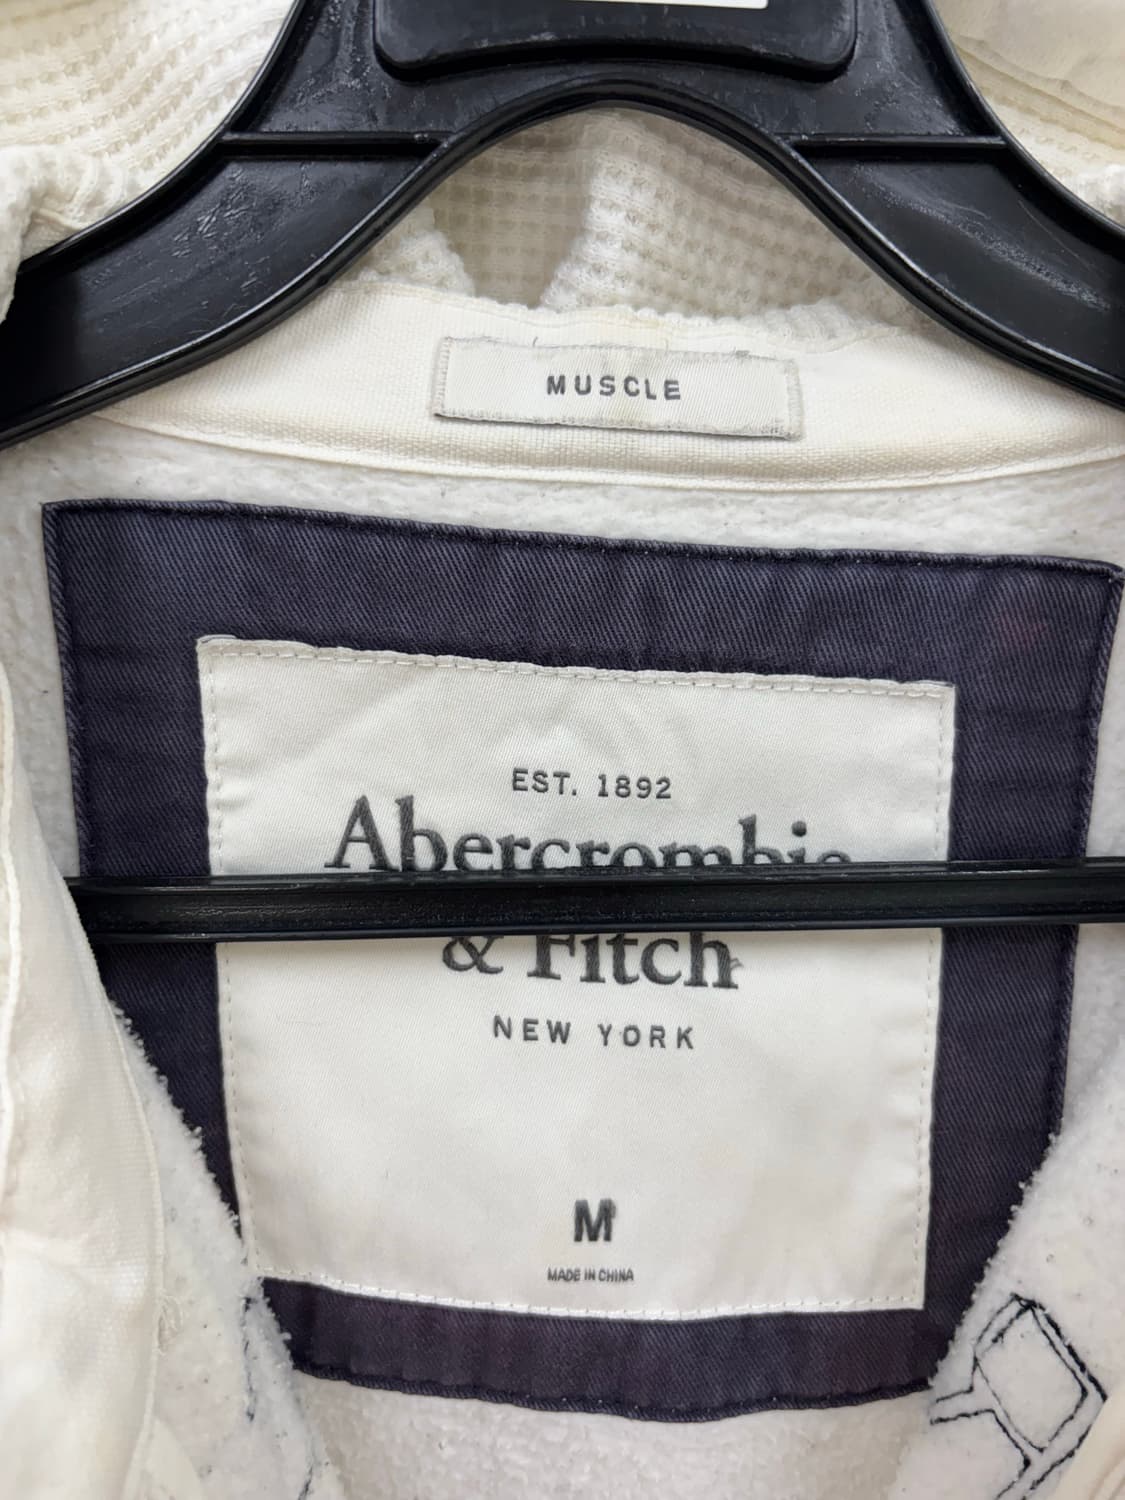 MUSCLE
EST. 1892
Abercrombie
& Fitch
NEW YORK
M
MADE IN CHINA